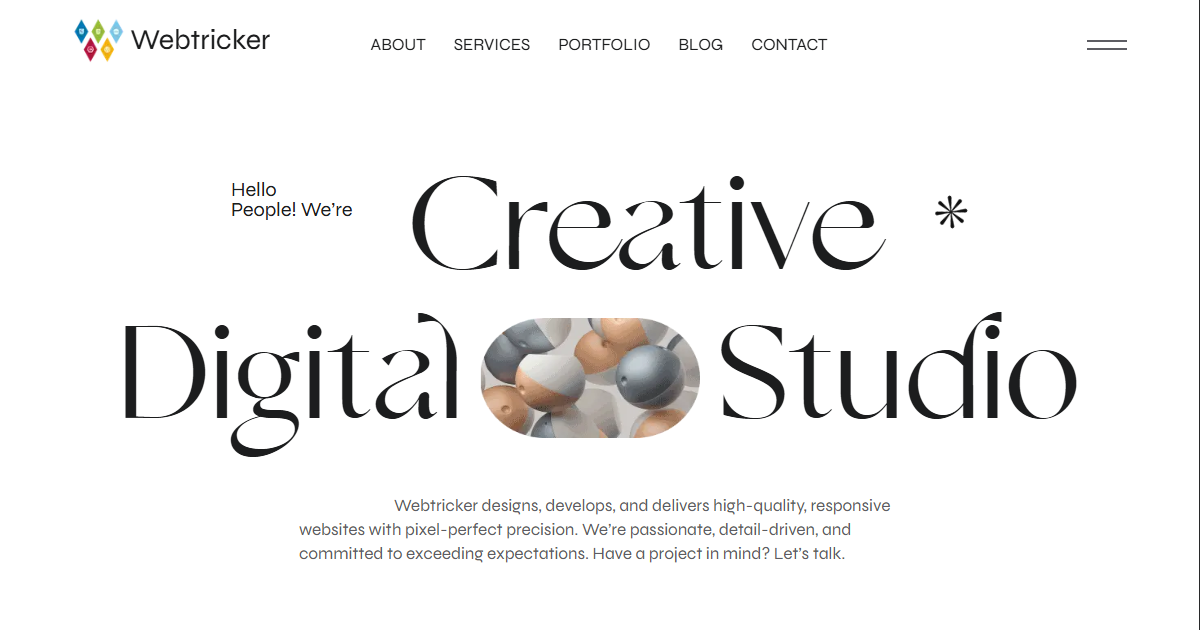 Webtricker
ABOUT SERVICES PORTFOLIO BLOG CONTACT
Hello
People! We’re
Creative
Digital Studio
Webtricker designs, develops, and delivers high-quality, responsive
websites with pixel-perfect precision. We’re passionate, detail-driven, and
committed to exceeding expectations. Have a project in mind? Let’s talk.